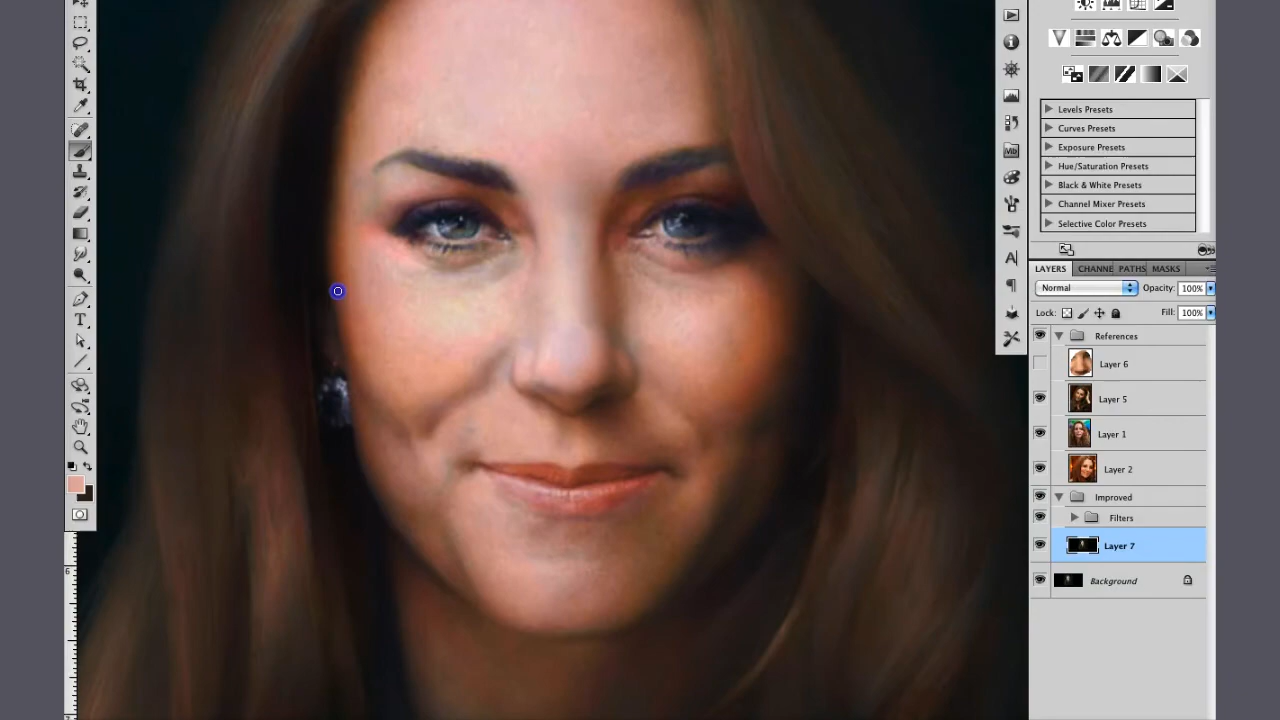 Levels Presets
Curves Presets
Exposure Presets
Hue/Saturation Presets
Black & White Presets
Channel Mixer Presets
Selective Color Presets
LAYERS CHANNE PATHS MASKS
Normal Opacity: 100%
Lock: Fill: 100%
References
Layer 6
Layer 5
Layer 1
Layer 2
Improved
Filters
Layer 7
Background
6